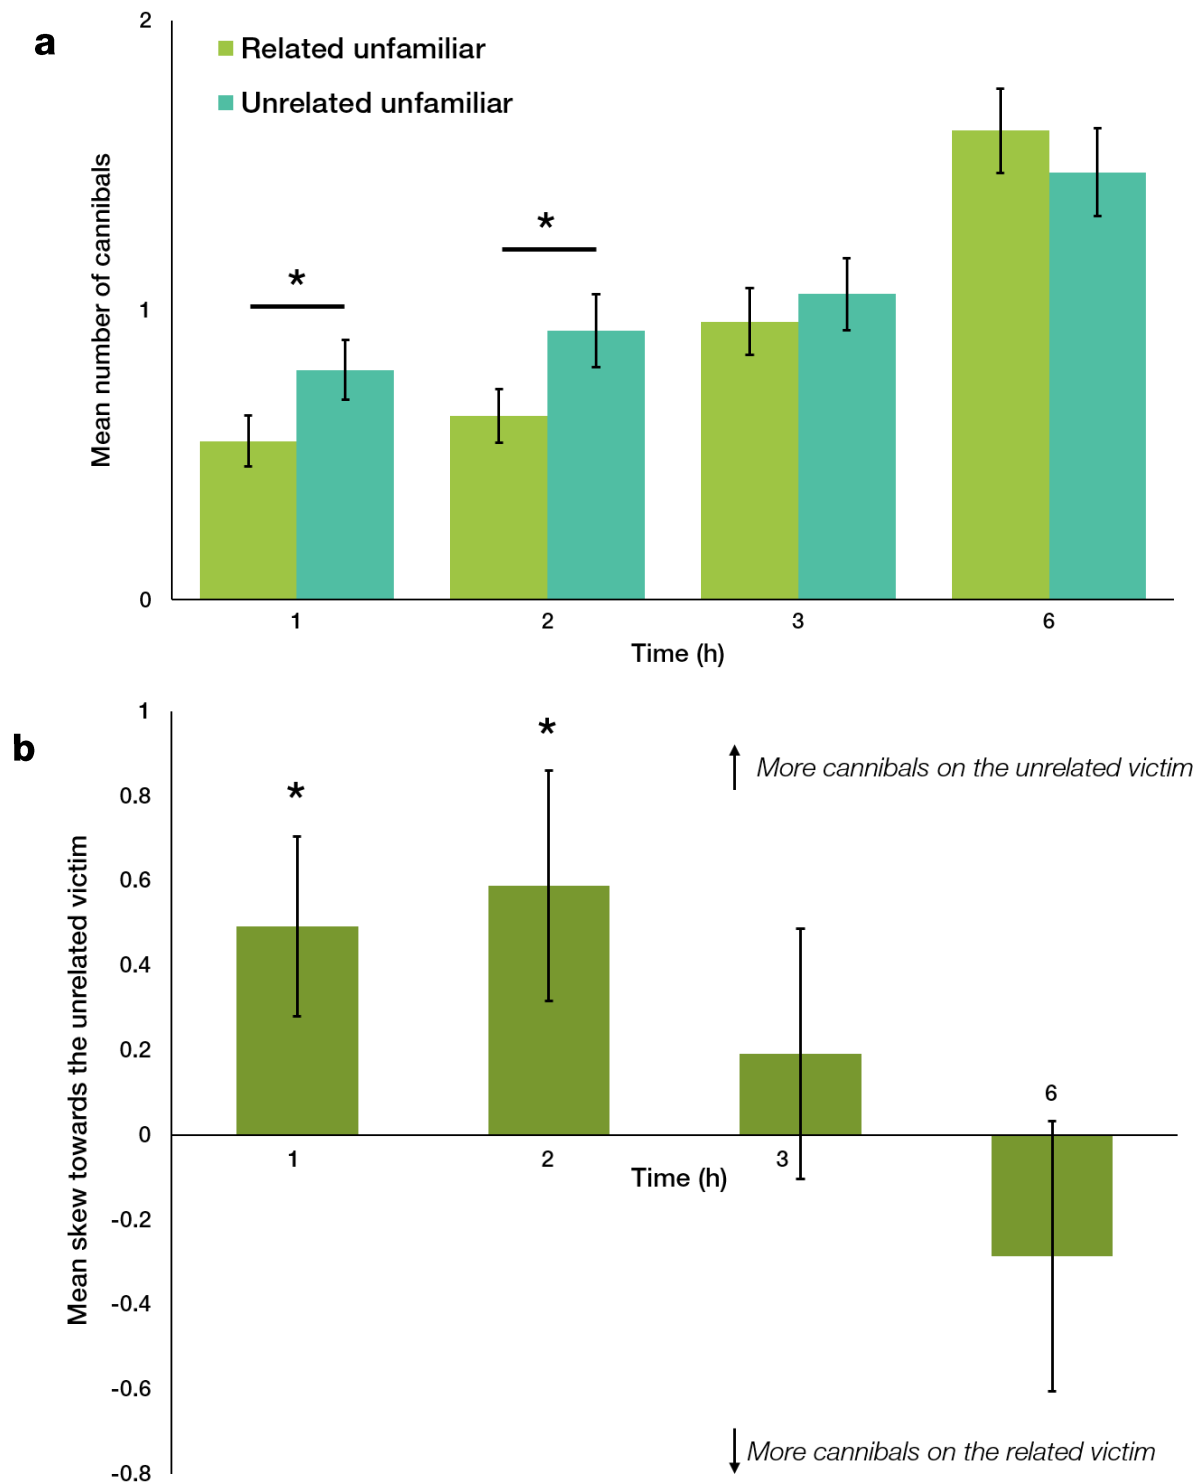 a
2
1
0
Mean number of cannibals
Related unfamiliar
Unrelated unfamiliar
*
*
1
2
3
6
Time (h)
b
1
0.8
0.6
0.4
0.2
0
-0.2
-0.4
-0.6
-0.8
Mean skew towards the unrelated victim
*
*
More cannibals on the unrelated victim
6
1
2
3
Time (h)
More cannibals on the related victim